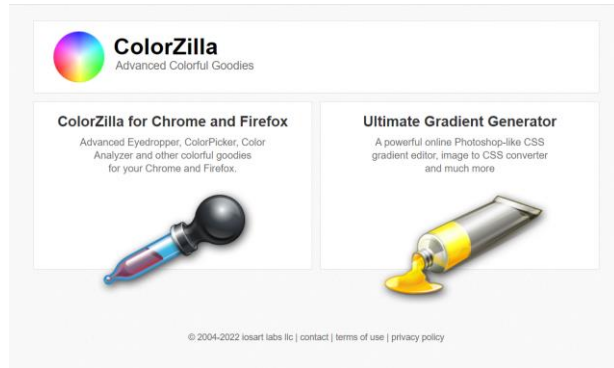 ColorZilla
Advanced Colorful Goodies
ColorZilla for Chrome and Firefox
Advanced Eyedropper, ColorPicker, Color
Analyzer and other colorful goodies
for your Chrome and Firefox.
Ultimate Gradient Generator
A powerful online Photoshop-like CSS
gradient editor, image to CSS converter
and much more
© 2004-2022 iosart labs llc | contact | terms of use | privacy policy